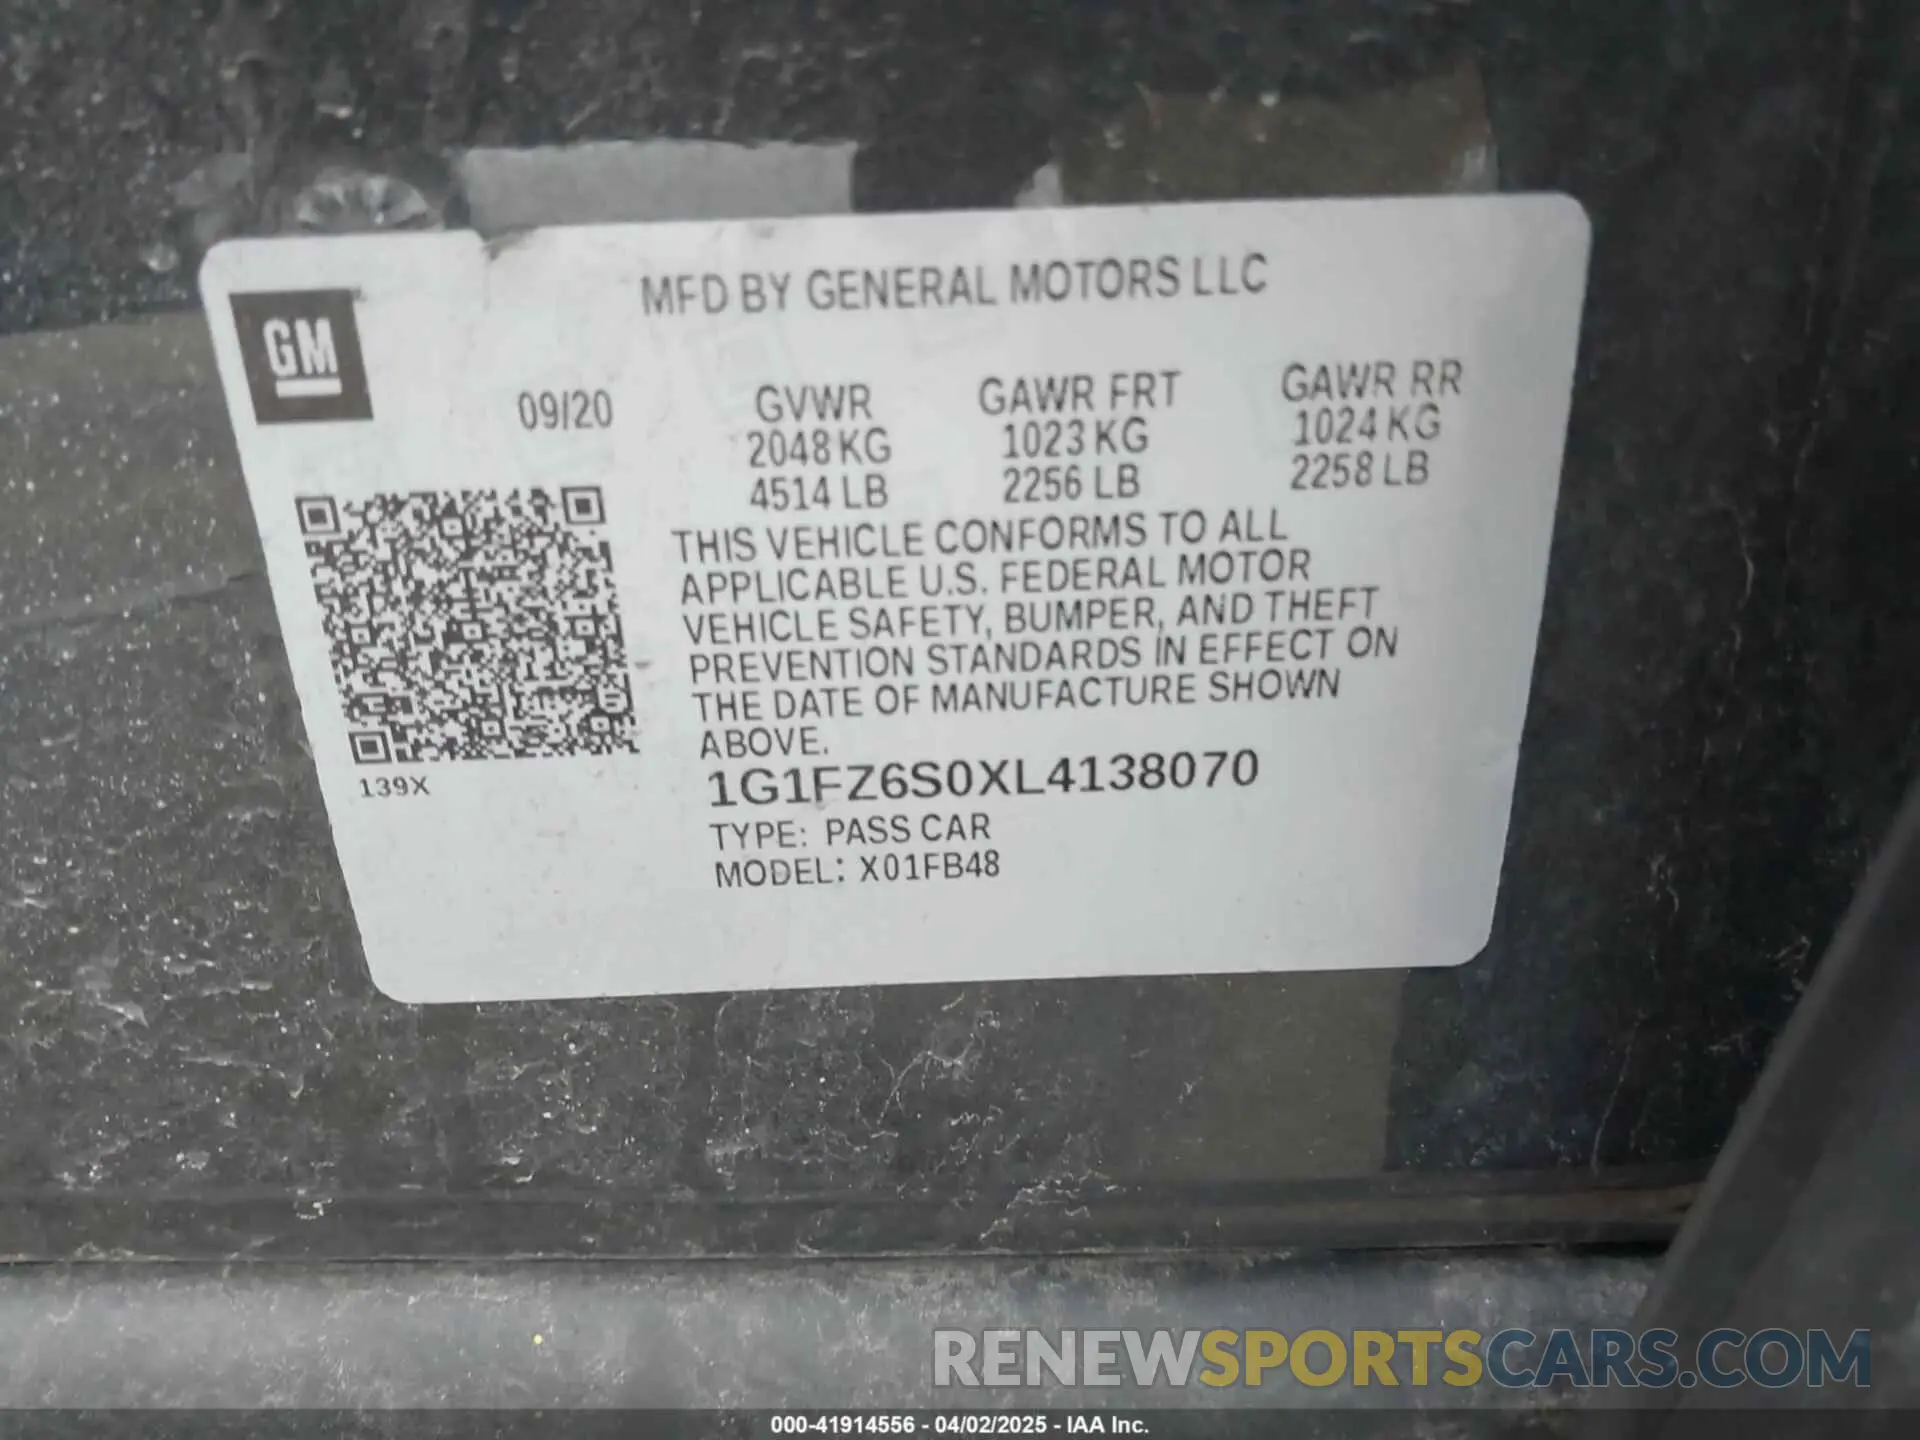 MFD BY GENERAL MOTORS LLC
GM
09/20 GVWR GAWR FRT GAWR RR
2048 KG 1023 KG 1024 KG
4514 LB 2256 LB 2258 LB
THIS VEHICLE CONFORMS TO ALL
APPLICABLE U.S. FEDERAL MOTOR
VEHICLE SAFETY, BUMPER, AND THEFT
PREVENTION STANDARDS IN EFFECT ON
THE DATE OF MANUFACTURE SHOWN
ABOVE.
139X
1G1FZ6S0XL4138070
TYPE: PASS CAR
MODEL: X01FB48
RENEWSPORTSCARS.COM
000-41914556 - 04/02/2025 - IAA Inc.